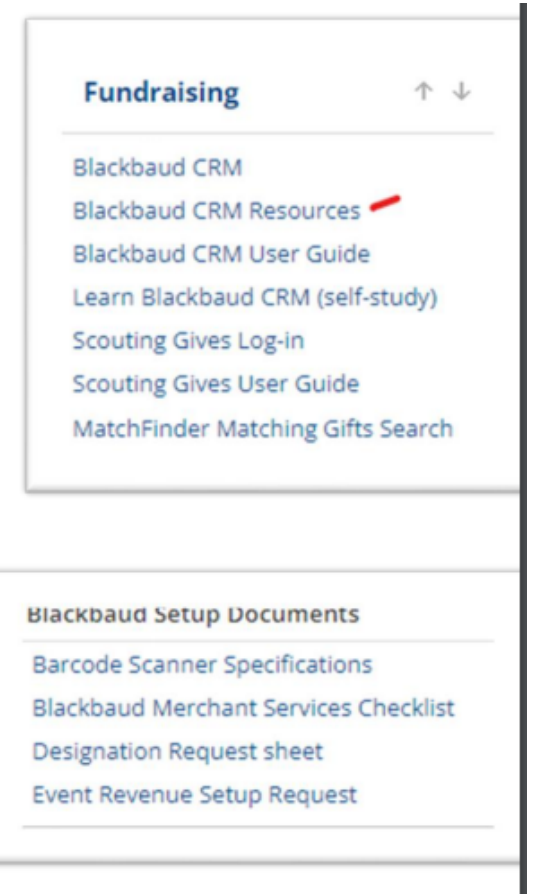 Fundraising
Blackbaud CRM
Blackbaud CRM Resources
Blackbaud CRM User Guide
Learn Blackbaud CRM (self-study)
Scouting Gives Log-in
Scouting Gives User Guide
MatchFinder Matching Gifts Search
Blackbaud Setup Documents
Barcode Scanner Specifications
Blackbaud Merchant Services Checklist
Designation Request sheet
Event Revenue Setup Request